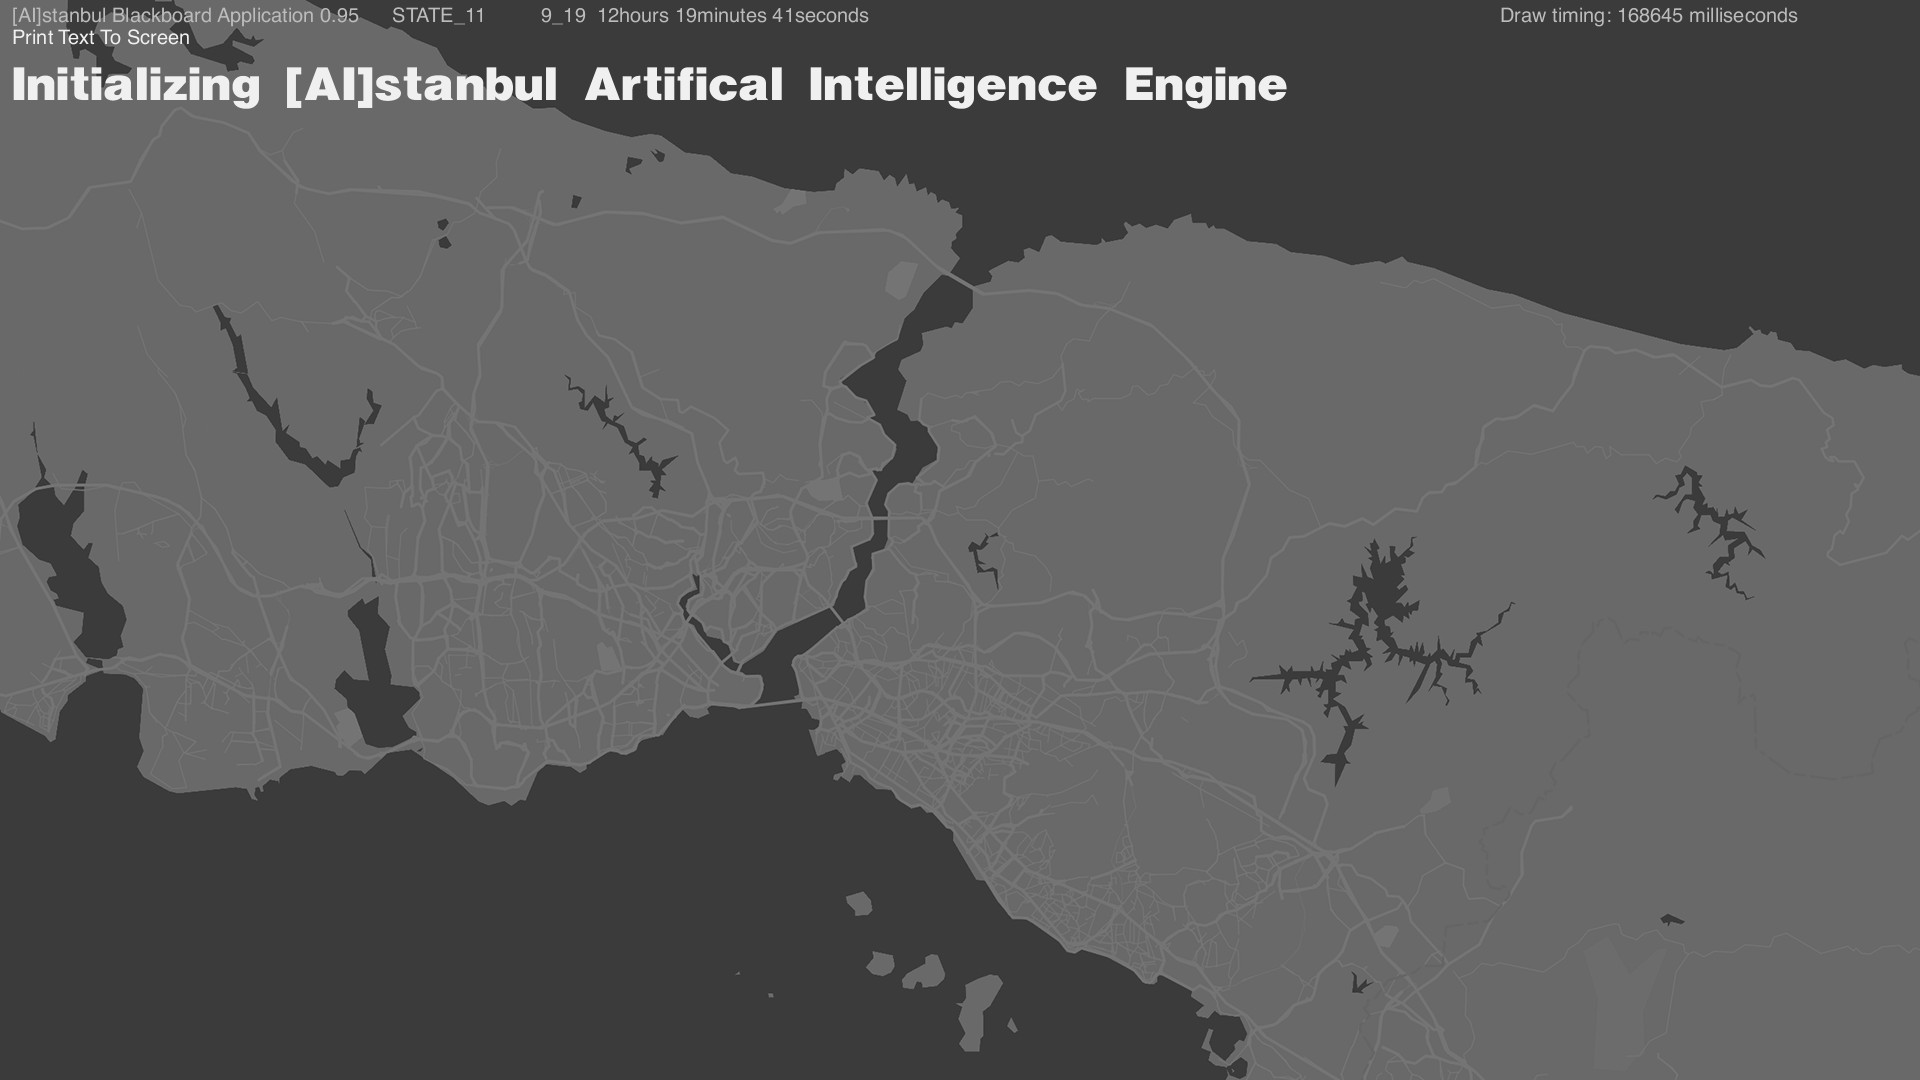 [AI]stanbul Blackboard Application 0.95 STATE_11 9_19 12hours 19minutes 41seconds Draw timing: 168645 milliseconds
Print Text To Screen
Initializing [AI]stanbul Artifical Intelligence Engine